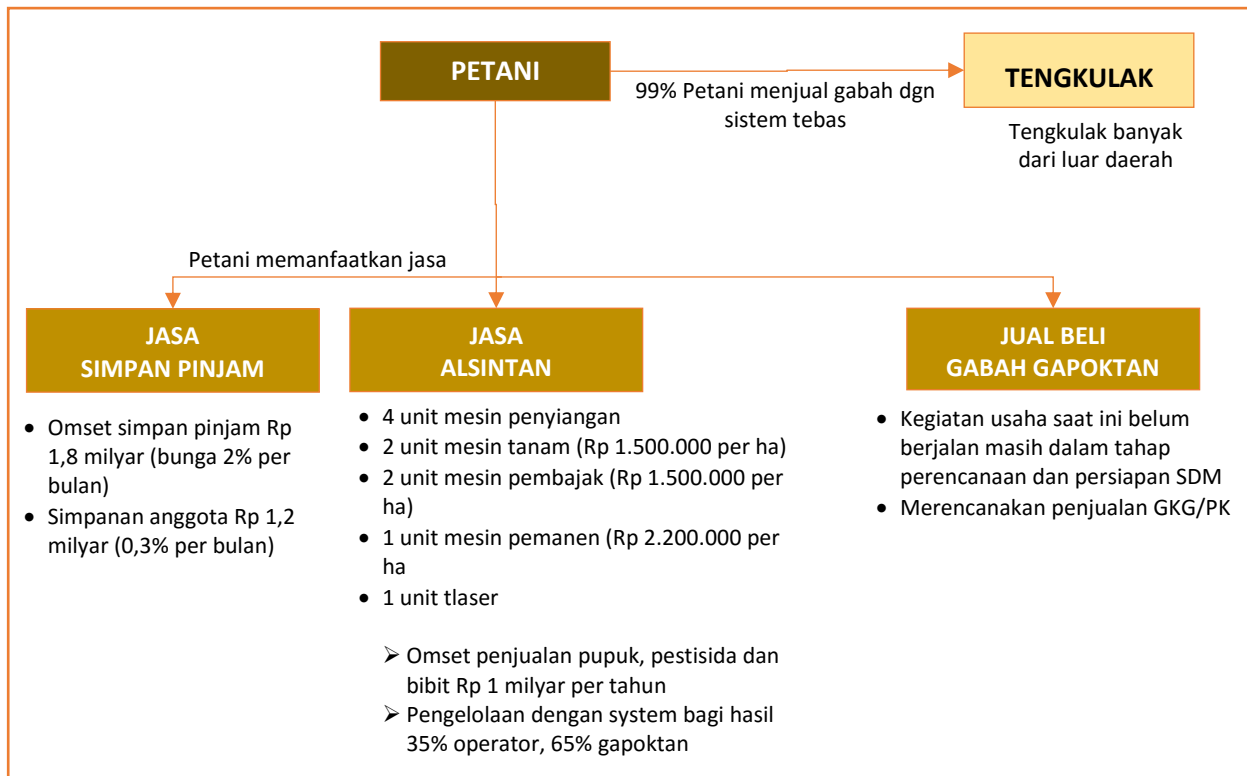 PETANI
99% Petani menjual gabah dgn
sistem tebas
TENGKULAK
Tengkulak banyak
dari luar daerah
Petani memanfaatkan jasa
JASA
SIMPAN PINJAM
• Omset simpan pinjam Rp
1,8 milyar (bunga 2% per
bulan)
• Simpanan anggota Rp 1,2
milyar (0,3% per bulan)
JASA
ALSINTAN
• 4 unit mesin penyiangan
• 2 unit mesin tanam (Rp 1.500.000 per ha)
• 2 unit mesin pembajak (Rp 1.500.000 per
ha)
• 1 unit mesin pemanen (Rp 2.200.000 per
ha
• 1 unit tlaser
➢ Omset penjualan pupuk, pestisida dan
bibit Rp 1 milyar per tahun
➢ Pengelolaan dengan system bagi hasil
35% operator, 65% gapoktan
JUAL BELI
GABAH GAPOKTAN
• Kegiatan usaha saat ini belum
berjalan masih dalam tahap
perencanaan dan persiapan SDM
• Merencanakan penjualan GKG/PK